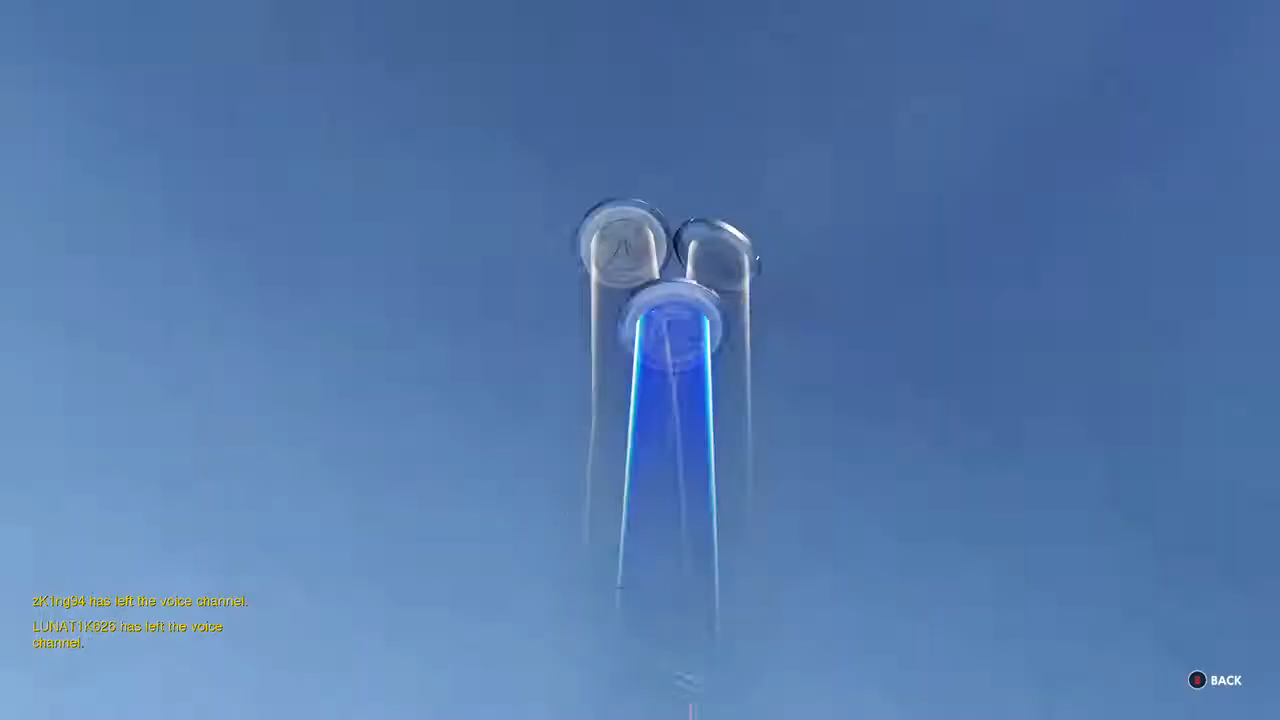 zK1ng94 has left the voice channel.
LUNAT1K626 has left the voice
channel.
B BACK